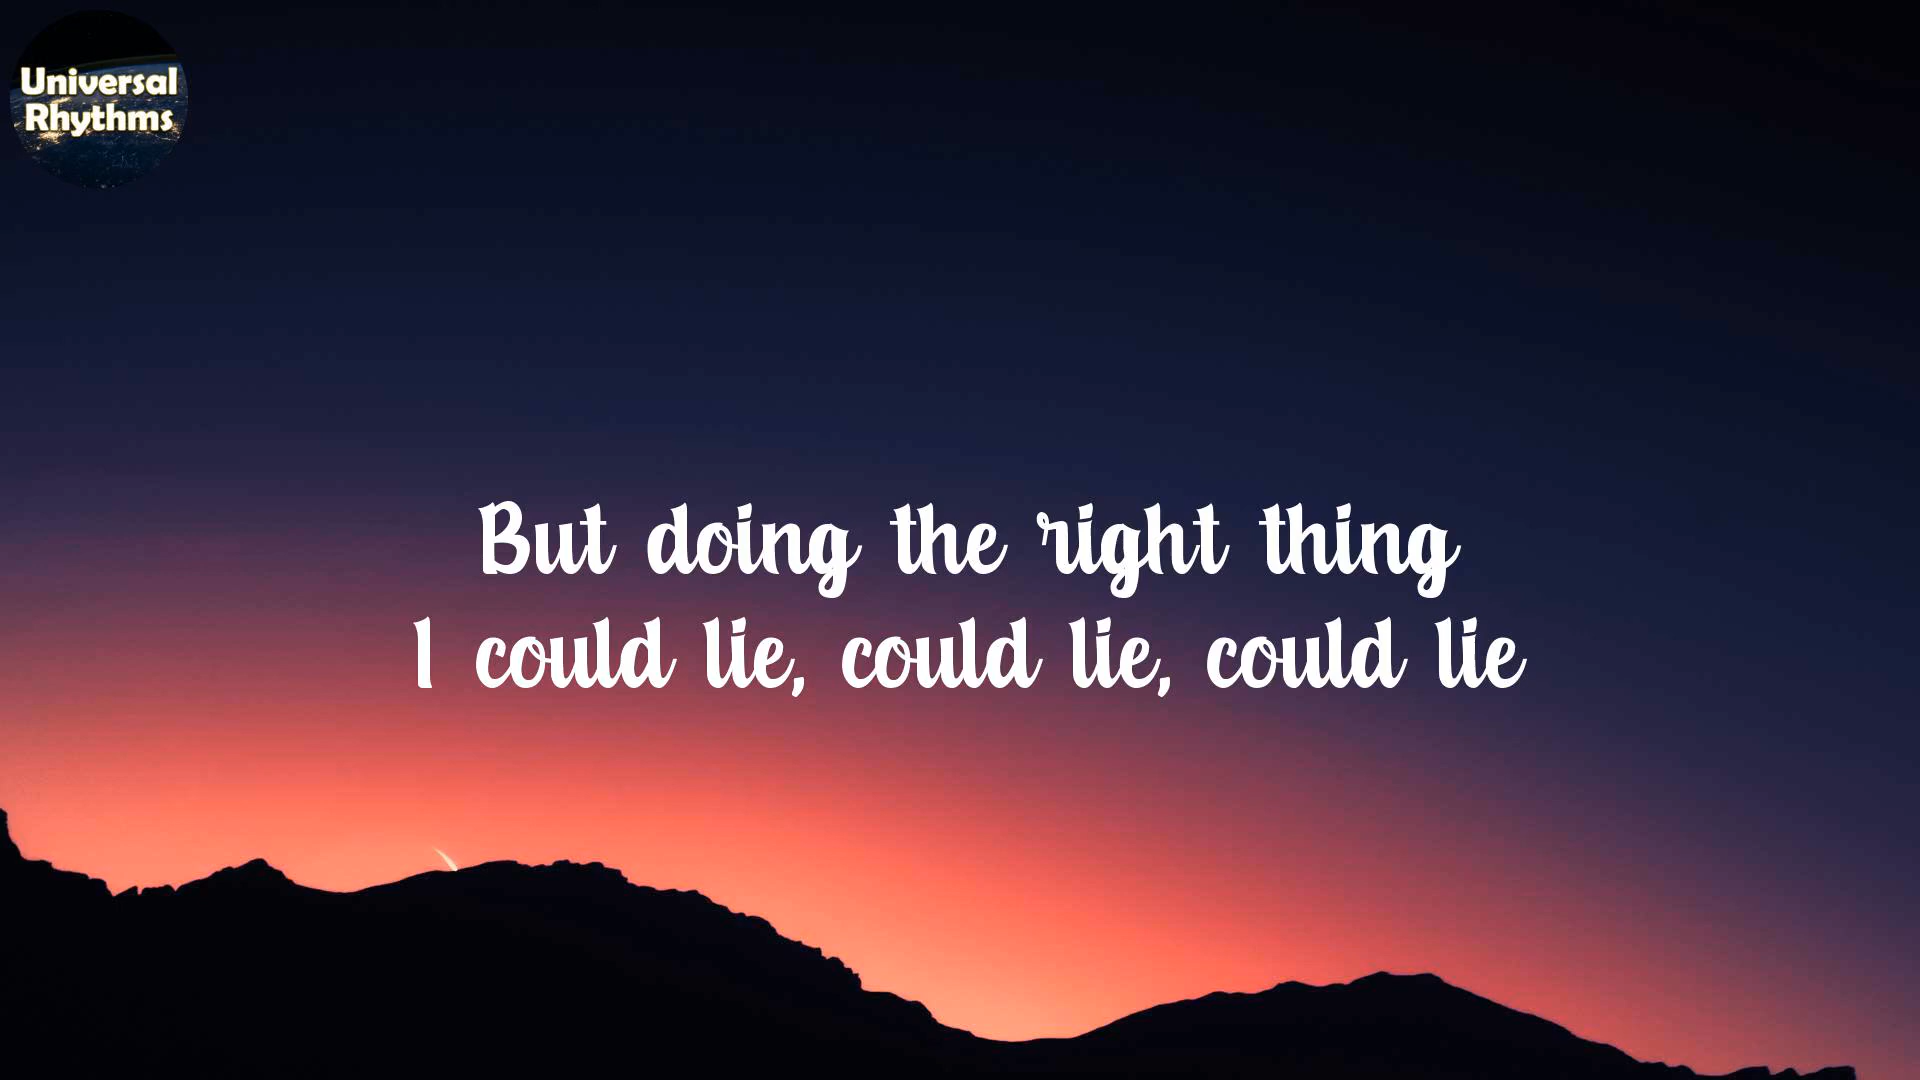 Universal
Rhythms
But doing the right thing
I could lie, could lie, could lie